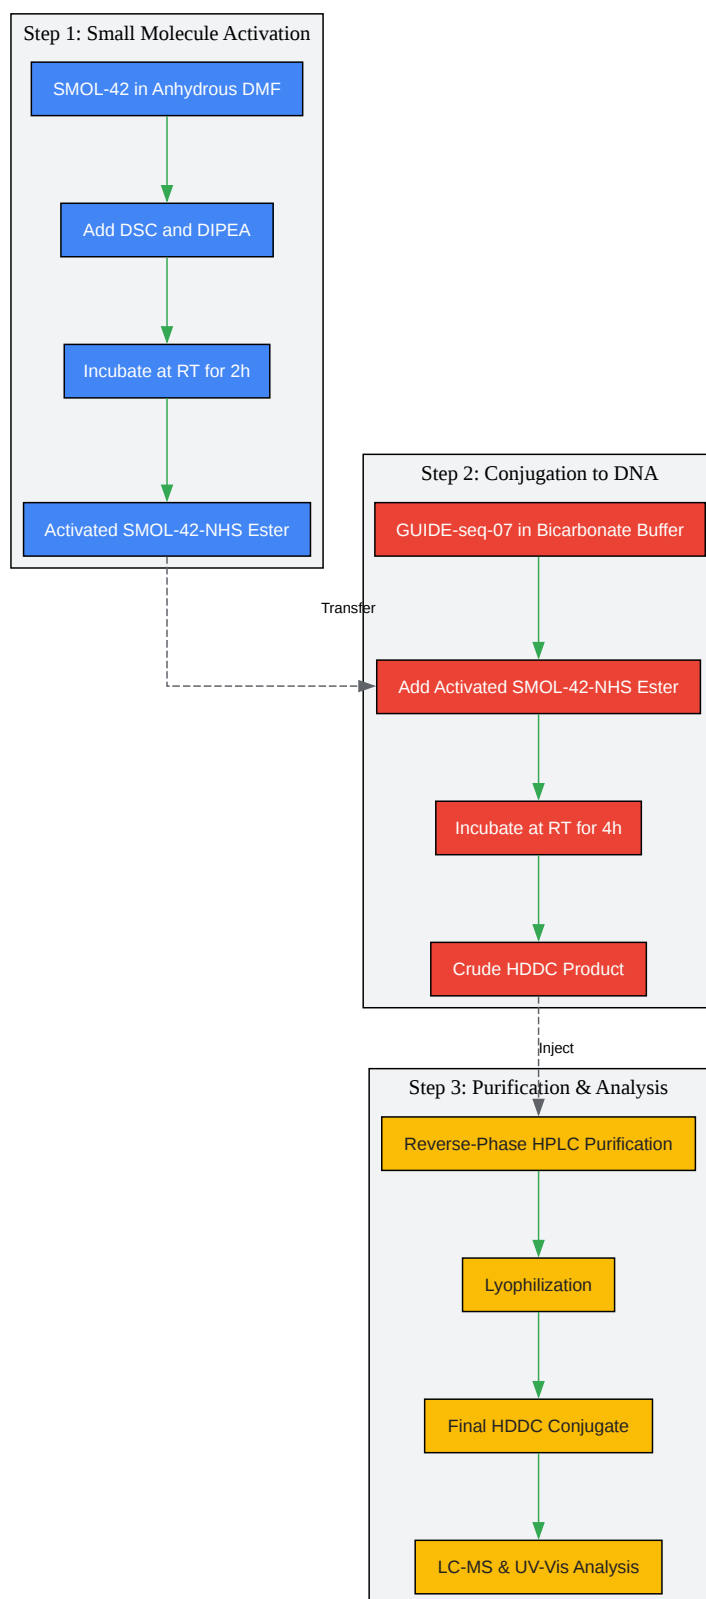 Step 1: Small Molecule Activation
SMOL-42 in Anhydrous DMF
Add DSC and DIPEA
Incubate at RT for 2h
Activated SMOL-42-NHS Ester
Transfer
Step 2: Conjugation to DNA
GUIDE-seq-07 in Bicarbonate Buffer
Add Activated SMOL-42-NHS Ester
Incubate at RT for 4h
Crude HDDC Product
Inject
Step 3: Purification & Analysis
Reverse-Phase HPLC Purification
Lyophilization
Final HDDC Conjugate
LC-MS & UV-Vis Analysis